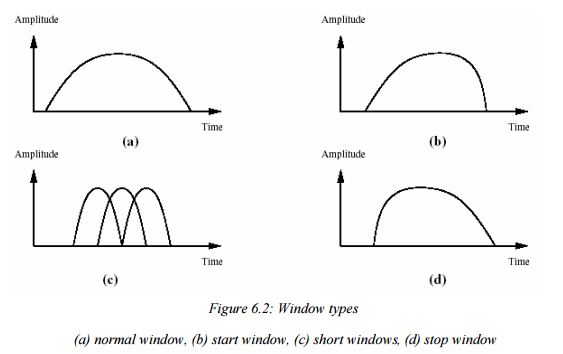 Amplitude
Time
(a)
Amplitude
Time
(b)
Amplitude
Time
(c)
Amplitude
Time
(d)
Figure 6.2: Window types
(a) normal window, (b) start window, (c) short windows, (d) stop window